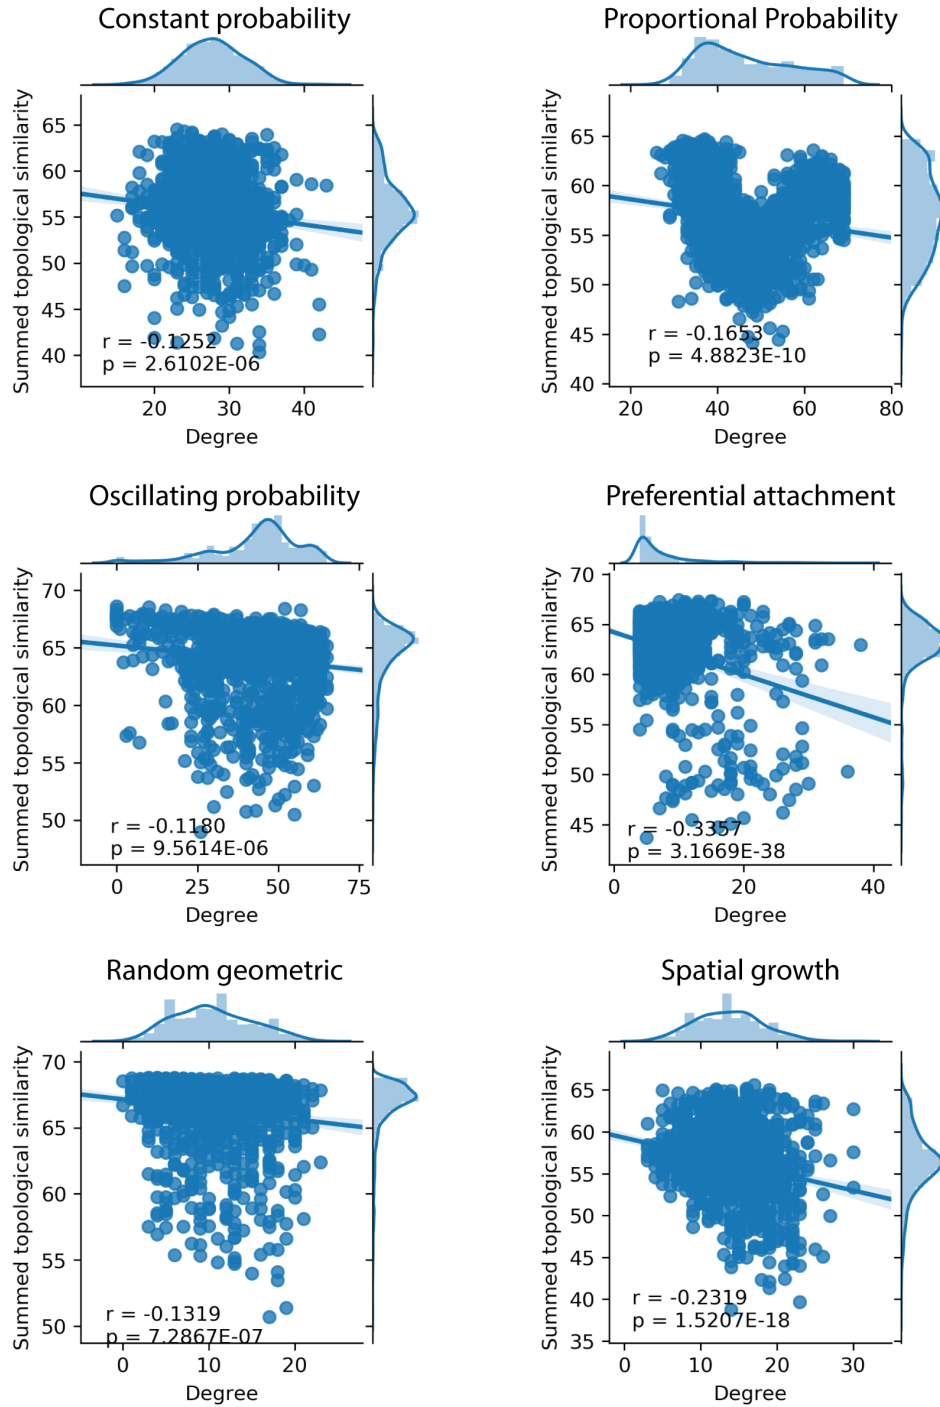 Constant probability
Summed topological similarity
65
60
55
50
45
40
r = -0.1252
p = 2.6102E-06
20 30 40
Degree
Proportional Probability
Summed topological similarity
65
60
55
50
45
40
r = -0.1653
p = 4.8823E-10
20 40 60 80
Degree
Oscillating probability
Summed topological similarity
70
65
60
55
50
r = -0.1180
p = 9.5614E-06
0 25 50 75
Degree
Preferential attachment
Summed topological similarity
70
65
60
55
50
45
r = -0.3357
p = 3.1669E-38
0 20 40
Degree
Random geometric
Summed topological similarity
70
65
60
55
50
r = -0.1319
p = 7.2867E-07
0 10 20
Degree
Spatial growth
Summed topological similarity
65
60
55
50
45
40
35
r = -0.2319
p = 1.5207E-18
0 10 20 30
Degree